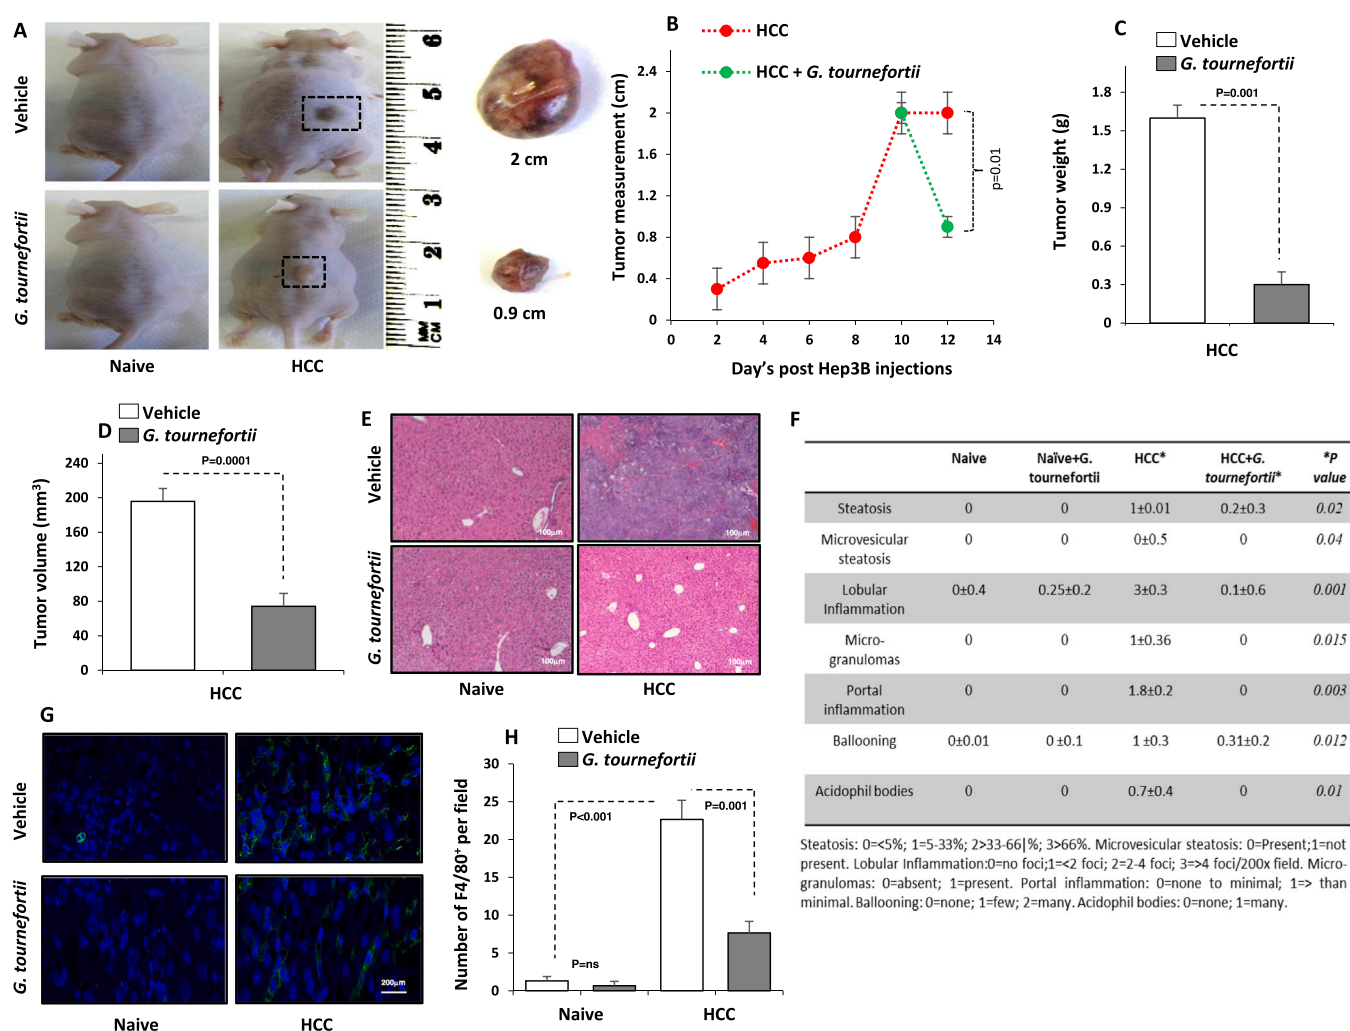 A
Vehicle
G. tournefortii
Naive
HCC
6
5
4
3
2
1
MM
CM
2 cm
0.9 cm
B
HCC
HCC + G. tournefortii
Tumor measurement (cm)
2.4
2
1.6
1.2
0.8
0.4
0
0 2 4 6 8 10 12 14
Day's post Hep3B injections
p=0.01
C
Vehicle
G. tournefortii
P=0.001
Tumor weight (g)
1.8
1.5
1.2
0.9
0.6
0.3
0
HCC
D
Vehicle
G. tournefortii
P=0.0001
Tumor volume (mm³)
240
200
160
120
80
40
0
HCC
E
Vehicle
G. tournefortii
100µm
100µm
100µm
100µm
Naive
HCC
F
Naive Naïve+G. HCC* HCC+G. *P
tournefortii tournefortii* value
Steatosis 0 0 1±0.01 0.2±0.3 0.02
Microvesicular 0 0 0±0.5 0 0.04
steatosis
Lobular 0±0.4 0.25±0.2 3±0.3 0.1±0.6 0.001
Inflammation
Micro- 0 0 1±0.36 0 0.015
granulomas
Portal 0 0 1.8±0.2 0 0.003
inflammation
Ballooning 0±0.01 0 ±0.1 1 ±0.3 0.31±0.2 0.012
Acidophil bodies 0 0 0.7±0.4 0 0.01
Steatosis: 0=<5%; 1=5-33%; 2>33-66|%; 3>66%. Microvesicular steatosis: 0=Present;1=not
present. Lobular Inflammation:0=no foci;1=<2 foci; 2=2-4 foci; 3=>4 foci/200x field. Micro-
granulomas: 0=absent; 1=present. Portal inflammation: 0=none to minimal; 1=> than
minimal. Ballooning: 0=none; 1=few; 2=many. Acidophil bodies: 0=none; 1=many.
G
Vehicle
G. tournefortii
200µm
Naive
HCC
H
Vehicle
G. tournefortii
Number of F4/80⁺ per field
30
25
20
15
10
5
0
P<0.001
P=0.001
P=ns
Naive
HCC